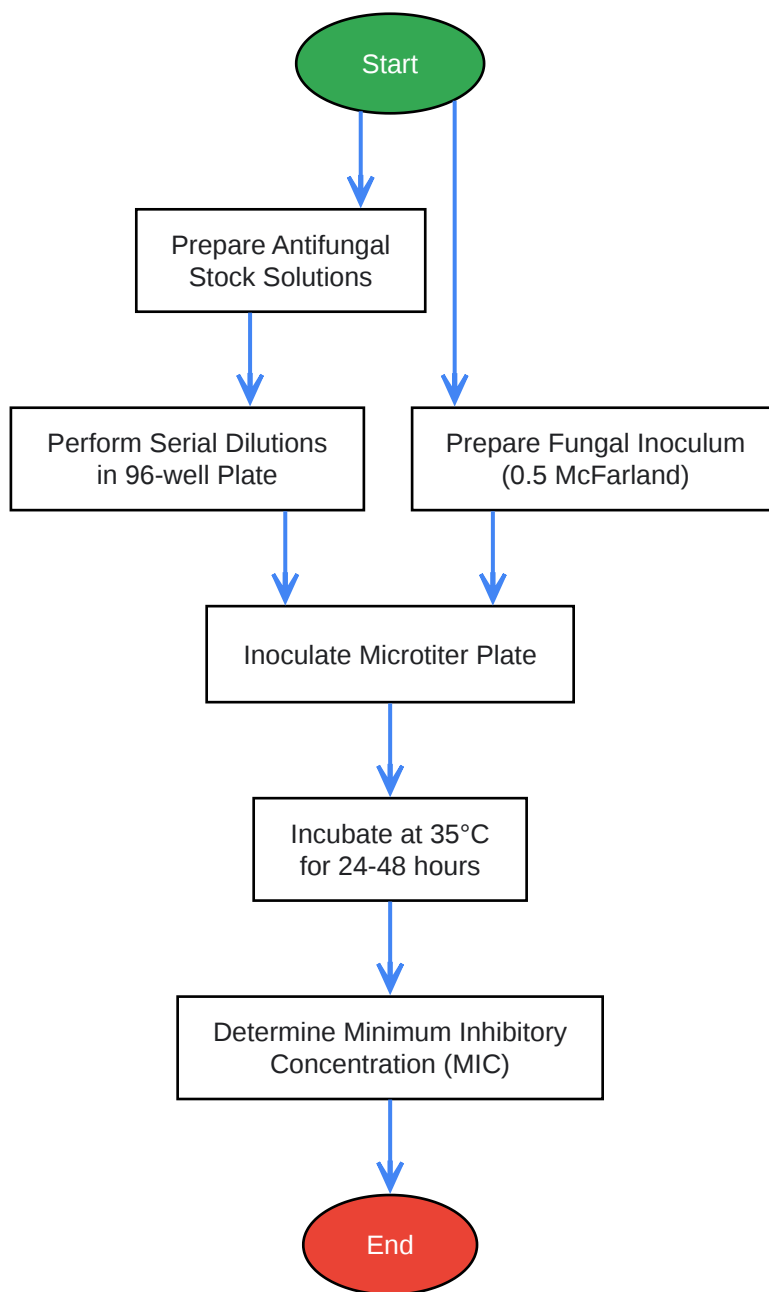 Start
Prepare Antifungal
Stock Solutions
Perform Serial Dilutions
in 96-well Plate
Prepare Fungal Inoculum
(0.5 McFarland)
Inoculate Microtiter Plate
Incubate at 35°C
for 24-48 hours
Determine Minimum Inhibitory
Concentration (MIC)
End